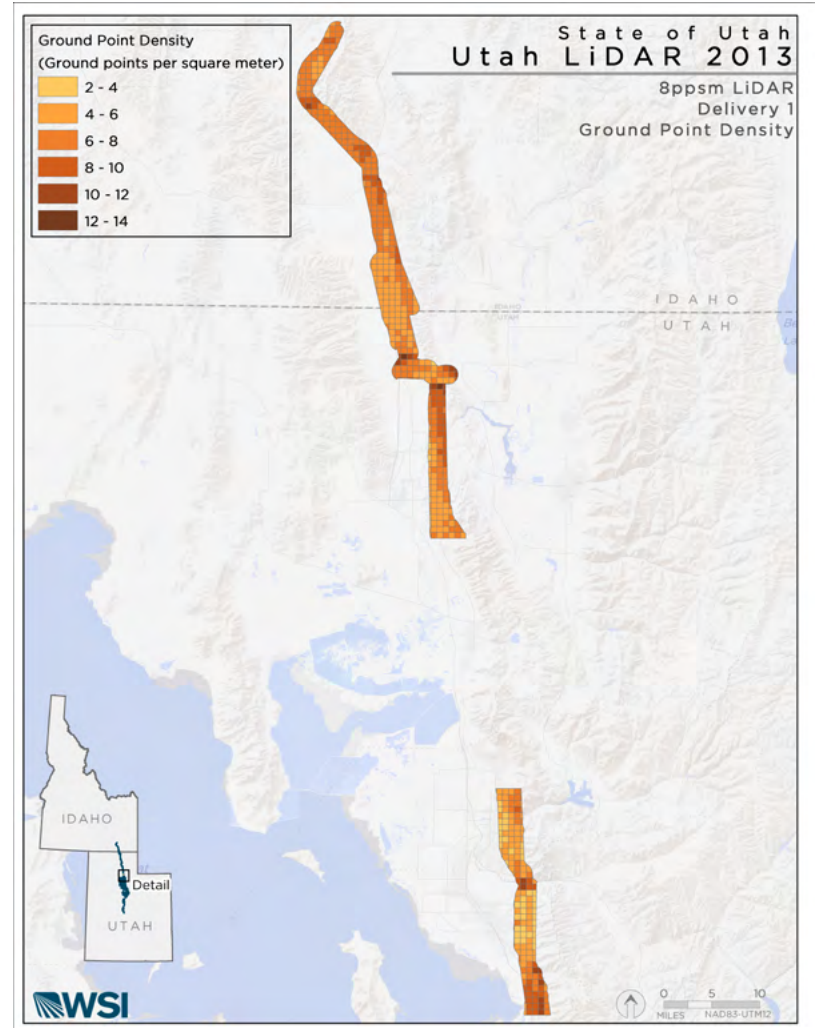 State of Utah
Utah LiDAR 2013
8ppsm LiDAR
Delivery 1
Ground Point Density
Ground Point Density
(Ground points per square meter)
2 - 4
4 - 6
6 - 8
8 - 10
10 - 12
12 - 14
IDAHO
UTAH
IDAHO
UTAH
IDAHO
Detail
UTAH
WSI
0 5 10
MILES NAD83-UTM12